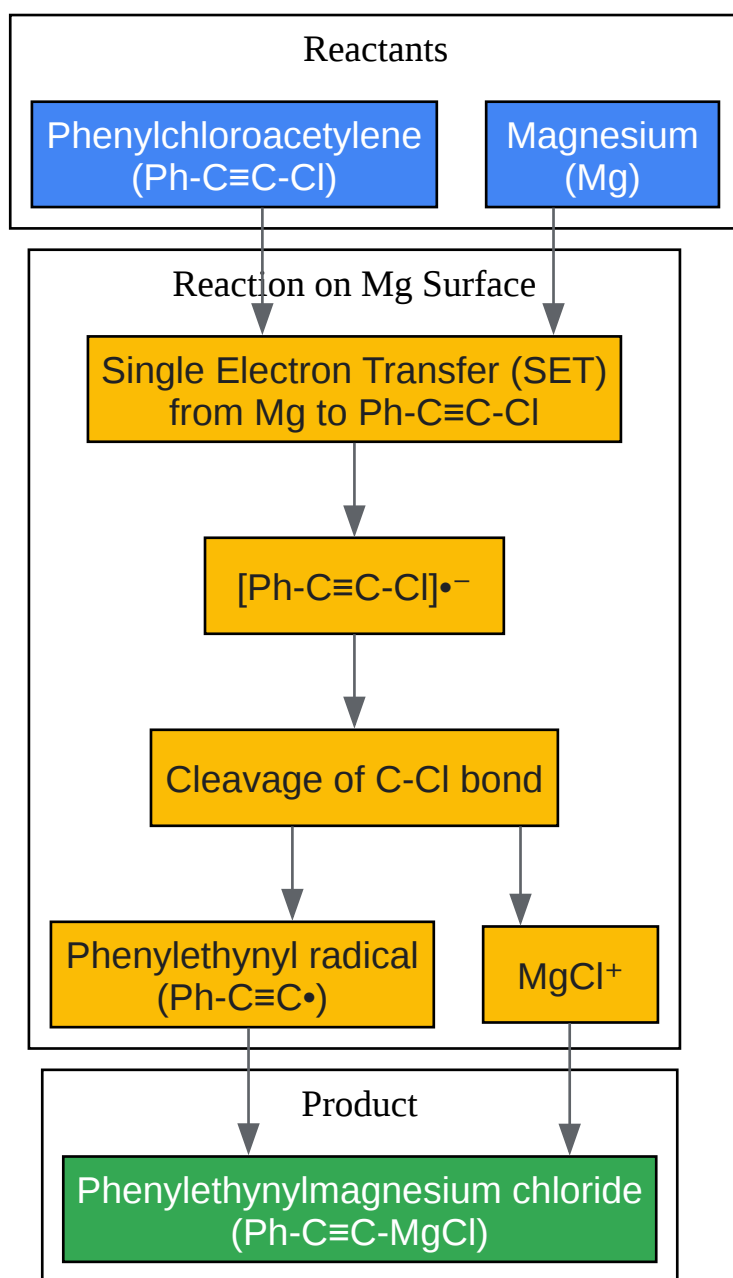 Reactants
Phenylchloroacetylene
(Ph-C≡C-Cl)
Magnesium
(Mg)
Reaction on Mg Surface
Single Electron Transfer (SET)
from Mg to Ph-C≡C-Cl
[Ph-C≡C-Cl]•⁻
Cleavage of C-Cl bond
Phenylethynyl radical
(Ph-C≡C•)
MgCl⁺
Product
Phenylethynylmagnesium chloride
(Ph-C≡C-MgCl)